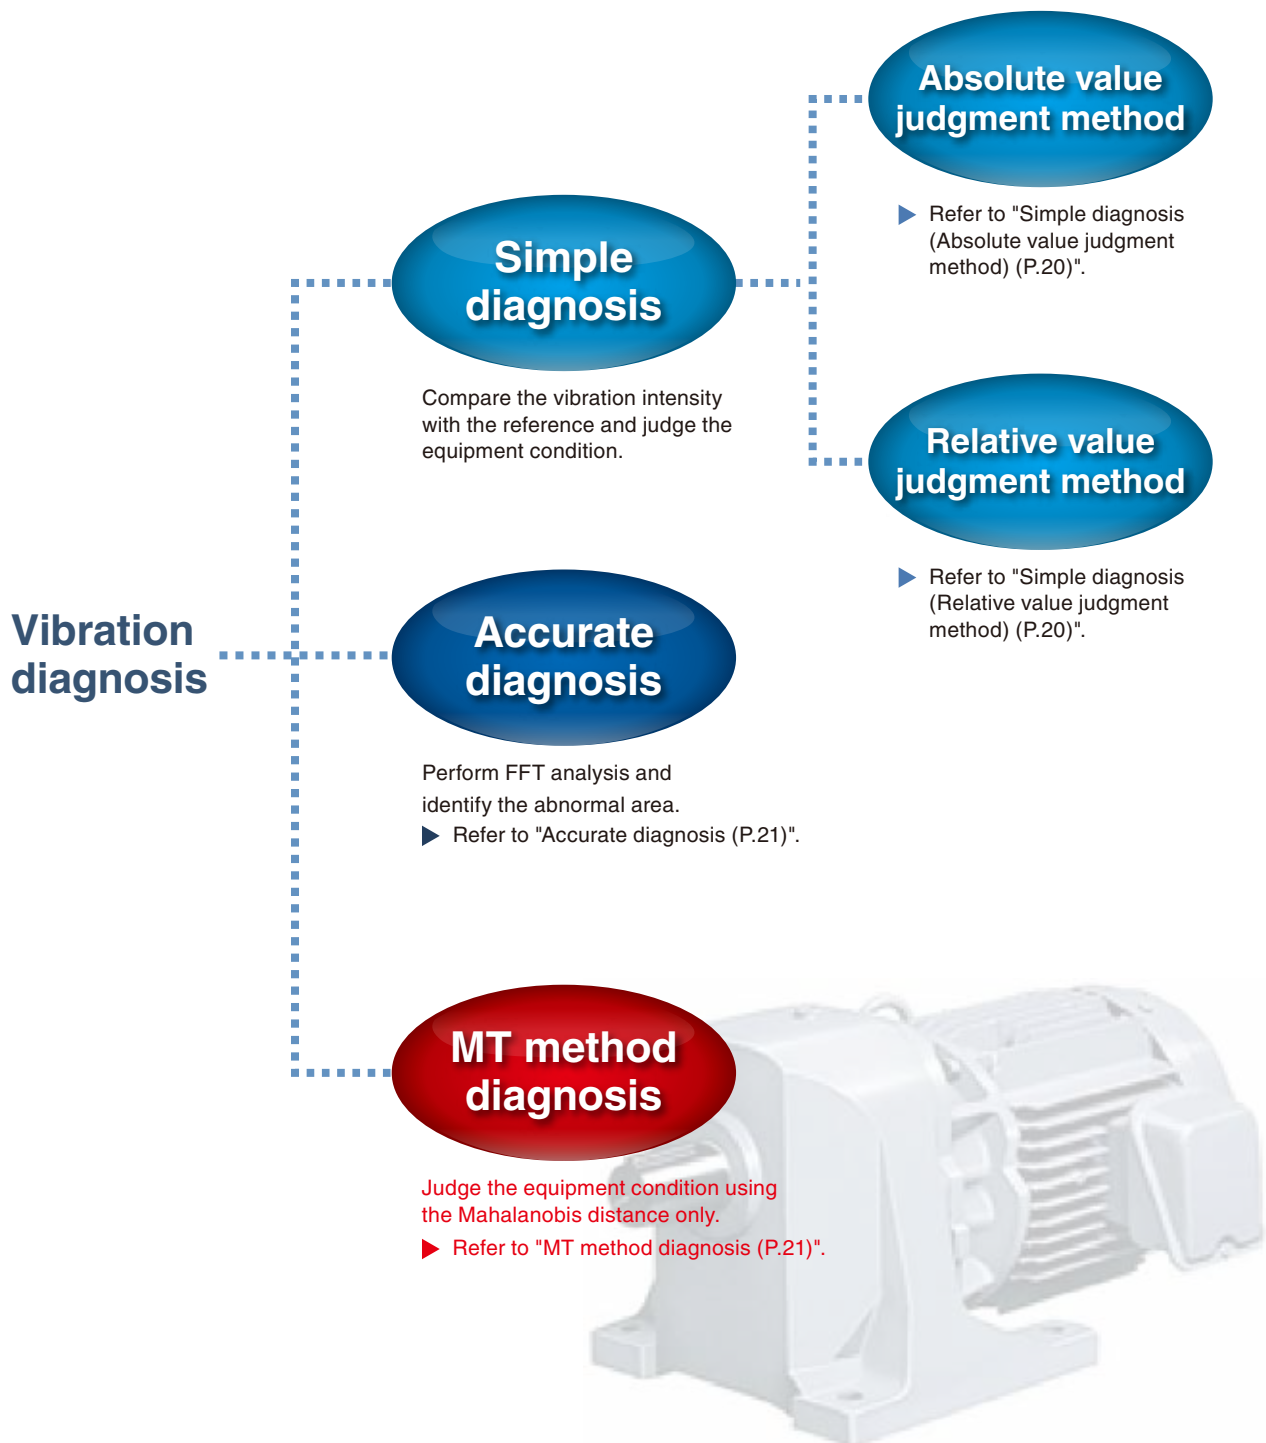 Absolute value
judgment method
Refer to "Simple diagnosis
(Absolute value judgment
method) (P.20)".
Simple
diagnosis
Compare the vibration intensity
with the reference and judge the
equipment condition.
Relative value
judgment method
Refer to "Simple diagnosis
(Relative value judgment
method) (P.20)".
Vibration
diagnosis
Accurate
diagnosis
Perform FFT analysis and
identify the abnormal area.
Refer to "Accurate diagnosis (P.21)".
MT method
diagnosis
Judge the equipment condition using
the Mahalanobis distance only.
Refer to "MT method diagnosis (P.21)".